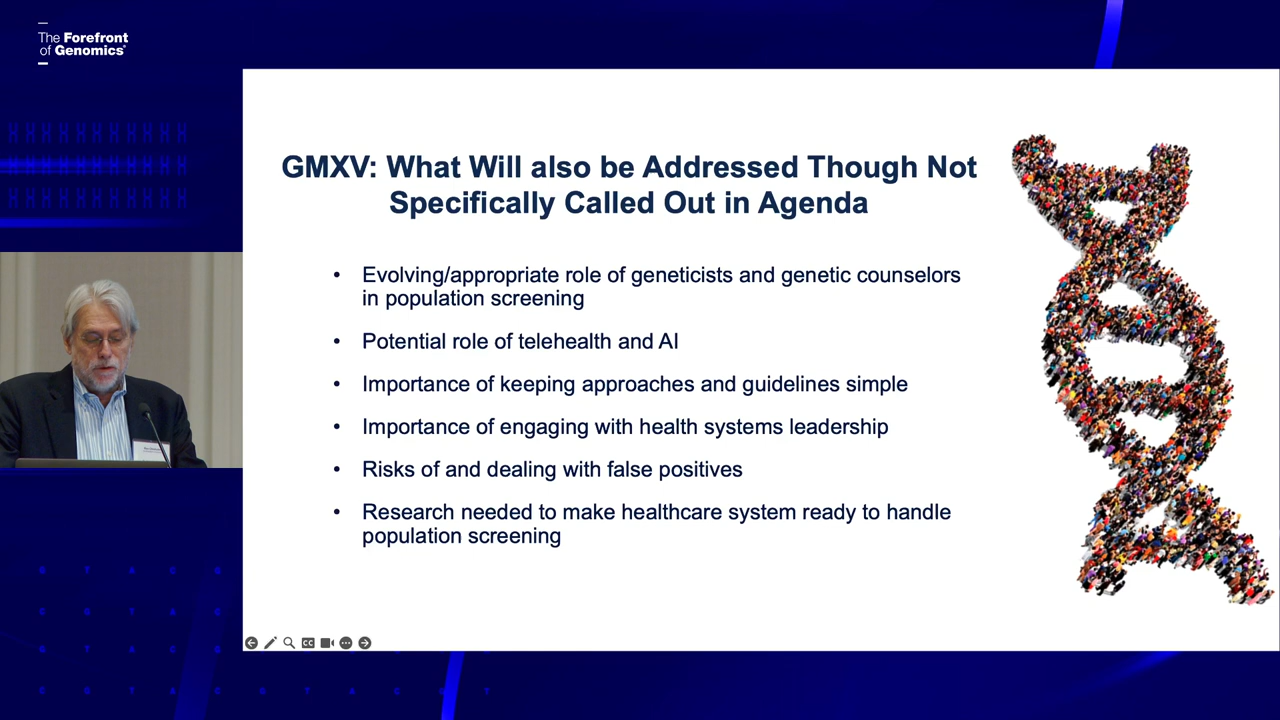 The Forefront
of Genomics
GMXV: What Will also be Addressed Though Not
Specifically Called Out in Agenda
• Evolving/appropriate role of geneticists and genetic counselors
in population screening
• Potential role of telehealth and AI
• Importance of keeping approaches and guidelines simple
• Importance of engaging with health systems leadership
• Risks of and dealing with false positives
• Research needed to make healthcare system ready to handle
population screening
CC